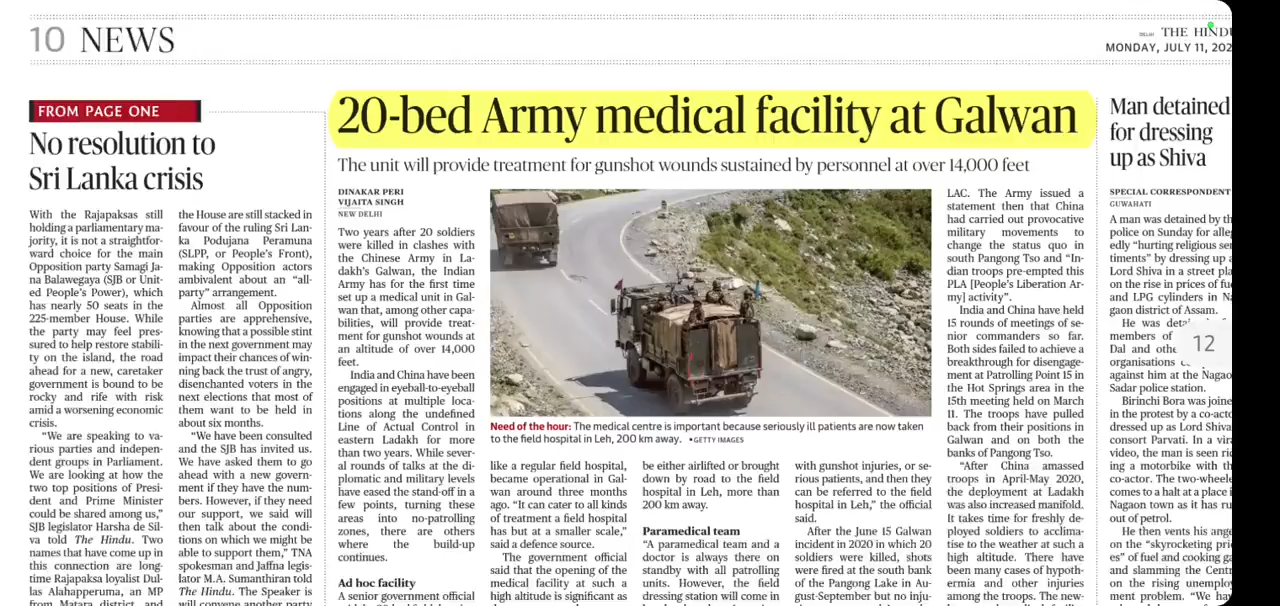 10 NEWS
DELHI THE HINDU
MONDAY, JULY 11, 202
FROM PAGE ONE
No resolution to
Sri Lanka crisis
With the Rajapaksas still
holding a parliamentary ma-
jority, it is not a straightfor-
ward choice for the main
Opposition party Samagi Ja-
na Balawegaya (SJB or Unit-
ed People's Power), which
has nearly 50 seats in the
225-member House. While
the party may feel pres-
sured to help restore stabili-
ty on the island, the road
ahead for a new, caretaker
government is bound to be
rocky and rife with risk
amid a worsening economic
crisis.
"We are speaking to va-
rious parties and indepen-
dent groups in Parliament.
We are looking at how the
two top positions of Presi-
dent and Prime Minister
could be shared among us,"
SJB legislator Harsha de Sil-
va told The Hindu. Two
names that have come up in
this connection are long-
time Rajapaksa loyalist Dul-
las Alahapperuma, an MP
from Matara district, and
the House are still stacked in
favour of the ruling Sri Lan-
ka Podujana Peramuna
(SLPP, or People's Front),
making Opposition actors
ambivalent about an "all-
party" arrangement.
Almost all Opposition
parties are apprehensive,
knowing that a possible stint
in the next government may
impact their chances of win-
ning back the trust of angry,
disenchanted voters in the
next elections that most of
them want to be held in
about six months.
"We have been consulted
and the SJB has invited us.
We have asked them to go
ahead with a new govern-
ment if they have the num-
bers. However, if they need
our support, we said we will
then talk about the condi-
tions on which we might be
able to support them," TNA
spokesman and Jaffna legis-
lator M.A. Sumanthiran told
The Hindu. The Speaker is
will convene another party
20-bed Army medical facility at Galwan
The unit will provide treatment for gunshot wounds sustained by personnel at over 14,000 feet
DINAKAR PERI
VIJAITA SINGH
NEW DELHI
Two years after 20 soldiers
were killed in clashes with
the Chinese Army in La-
dakh's Galwan, the Indian
Army has for the first time
set up a medical unit in Gal-
wan that, among other capa-
bilities, will provide treat-
ment for gunshot wounds at
an altitude of over 14,000
feet.
India and China have been
engaged in eyeball-to-eyeball
positions at multiple loca-
tions along the undefined
Line of Actual Control in
eastern Ladakh for more
than two years. While sever-
al rounds of talks at the di-
plomatic and military levels
have eased the stand-off in a
few points, turning these
areas into no-patrolling
zones, there are others
where the build-up
continues.
Ad hoc facility
A senior government official
Need of the hour: The medical centre is important because seriously ill patients are now taken
to the field hospital in Leh, 200 km away. ▪GETTY IMAGES
like a regular field hospital,
became operational in Gal-
wan around three months
ago. "It can cater to all kinds
of treatment a field hospital
has but at a smaller scale,"
said a defence source.
The government official
said that the opening of the
medical facility at such a
high altitude is significant as
be either airlifted or brought
down by road to the field
hospital in Leh, more than
200 km away.
Paramedical team
"A paramedical team and a
doctor is always there on
standby with all patrolling
units. However, the field
dressing station will come in
with gunshot injuries, or se-
rious patients, and then they
can be referred to the field
hospital in Leh," the official
said.
After the June 15 Galwan
incident in 2020 in which 20
soldiers were killed, shots
were fired at the south bank
of the Pangong Lake in Au-
gust-September but no inju-
LAC. The Army issued a
statement then that China
had carried out provocative
military movements to
change the status quo in
south Pangong Tso and "In-
dian troops pre-empted this
PLA [People's Liberation Ar-
my] activity".
India and China have held
15 rounds of meetings of se-
nior commanders so far.
Both sides failed to achieve a
breakthrough for disengage-
ment at Patrolling Point 15 in
the Hot Springs area in the
15th meeting held on March
11. The troops have pulled
back from their positions in
Galwan and on both the
banks of Pangong Tso.
"After China amassed
troops in April-May 2020,
the deployment at Ladakh
was also increased manifold.
It takes time for freshly de-
ployed soldiers to acclima-
tise to the weather at such a
high altitude. There have
been many cases of hypoth-
ermia and other injuries
among the troops. The new-
Man detained
for dressing
up as Shiva
SPECIAL CORRESPONDENT
GUWAHATI
A man was detained by th
police on Sunday for alleg
edly "hurting religious sen
timents" by dressing up a
Lord Shiva in a street pla
on the rise in prices of fu
and LPG cylinders in Na
gaon district of Assam.
He was deta
members of
Dal and othe
organisations
against him at the Nagao
Sadar police station.
Birinchi Bora was joine
in the protest by a co-acto
dressed up as Lord Shiva
consort Parvati. In a vira
video, the man is seen rid
ing a motorbike with th
co-actor. The two-wheele
comes to a halt at a place i
Nagaon town as it has ru
out of petrol.
He then vents his ange
on the "skyrocketing pri
es" of fuel and cooking ga
and slamming the Centr
on the rising unemploy
ment problem. "We hav
12